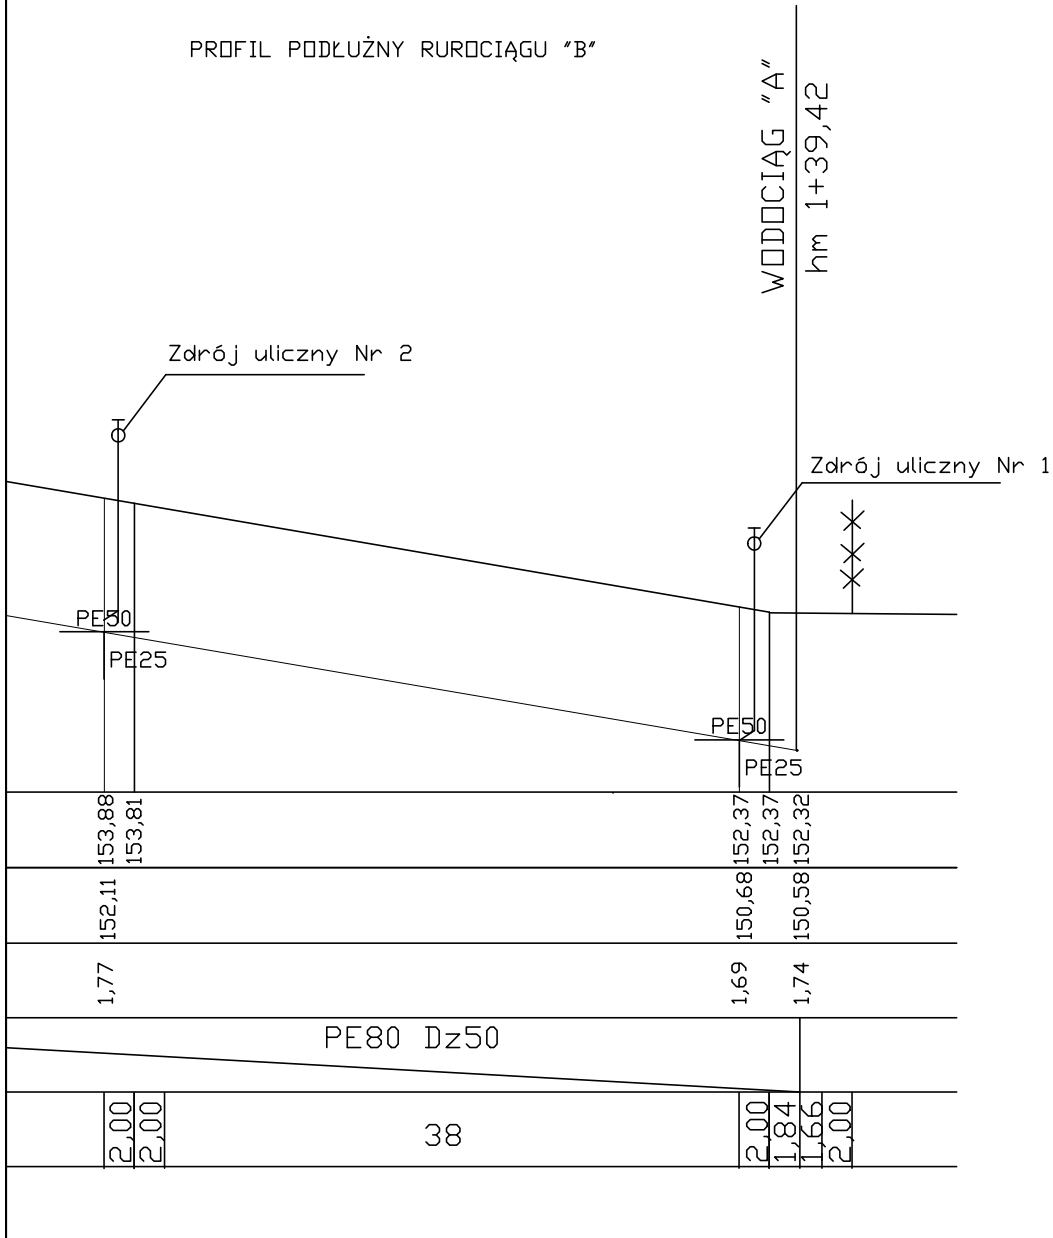 PROFIL PODŁUŻNY RUROCIĄGU "B"
WODOCIĄG "A"
hm 1+39,42
Zdrój uliczny Nr 2
Zdrój uliczny Nr 1
PE50
PE25
PE50
PE25
153,88 153,81 152,37 152,37 152,32
152,11 150,68 150,58
1,77 1,69 1,74
PE80 Dz50
2,00 2,00 38 2,00 1,84 1,66 2,00